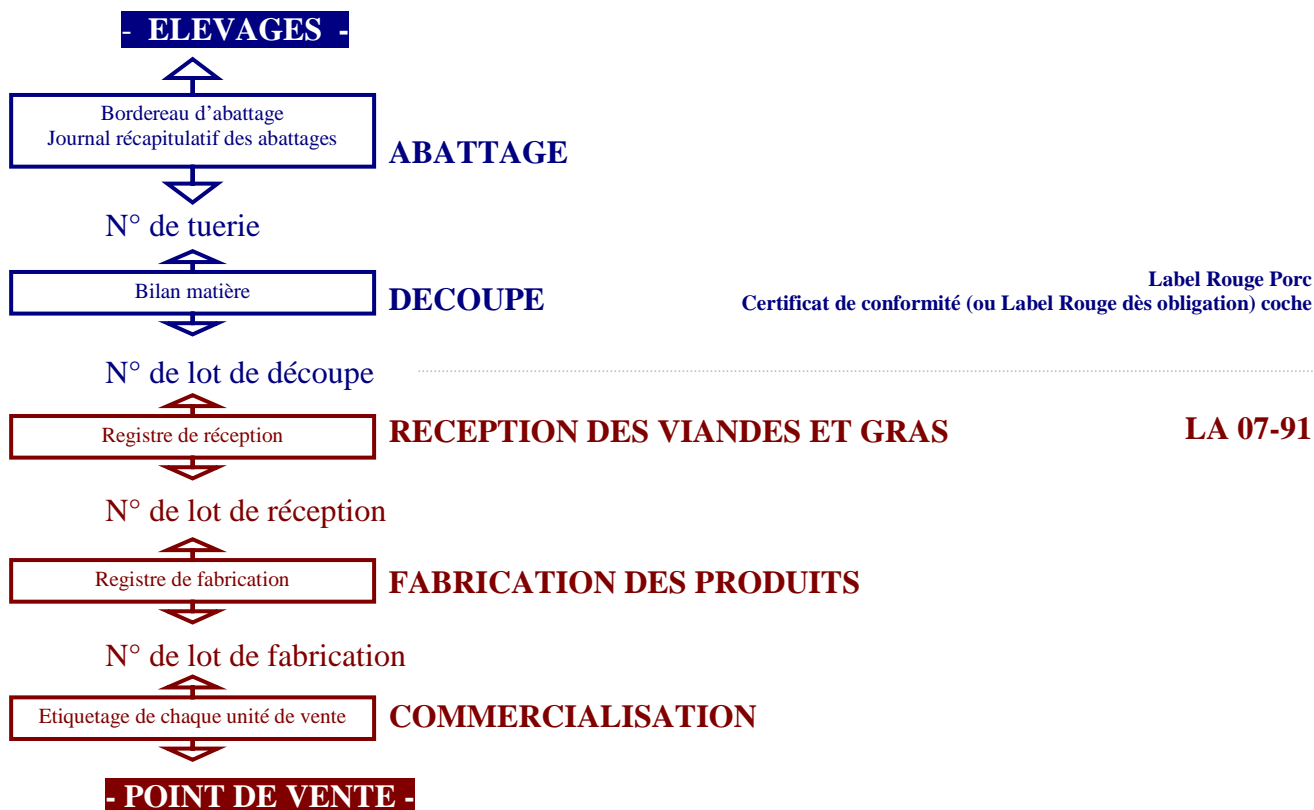 - ELEVAGES -
Bordereau d’abattage
Journal récapitulatif des abattages
ABATTAGE
N° de tuerie
Bilan matière
DECOUPE
Label Rouge Porc
Certificat de conformité (ou Label Rouge dès obligation) coche
N° de lot de découpe
Registre de réception
RECEPTION DES VIANDES ET GRAS
LA 07-91
N° de lot de réception
Registre de fabrication
FABRICATION DES PRODUITS
N° de lot de fabrication
Etiquetage de chaque unité de vente
COMMERCIALISATION
- POINT DE VENTE -